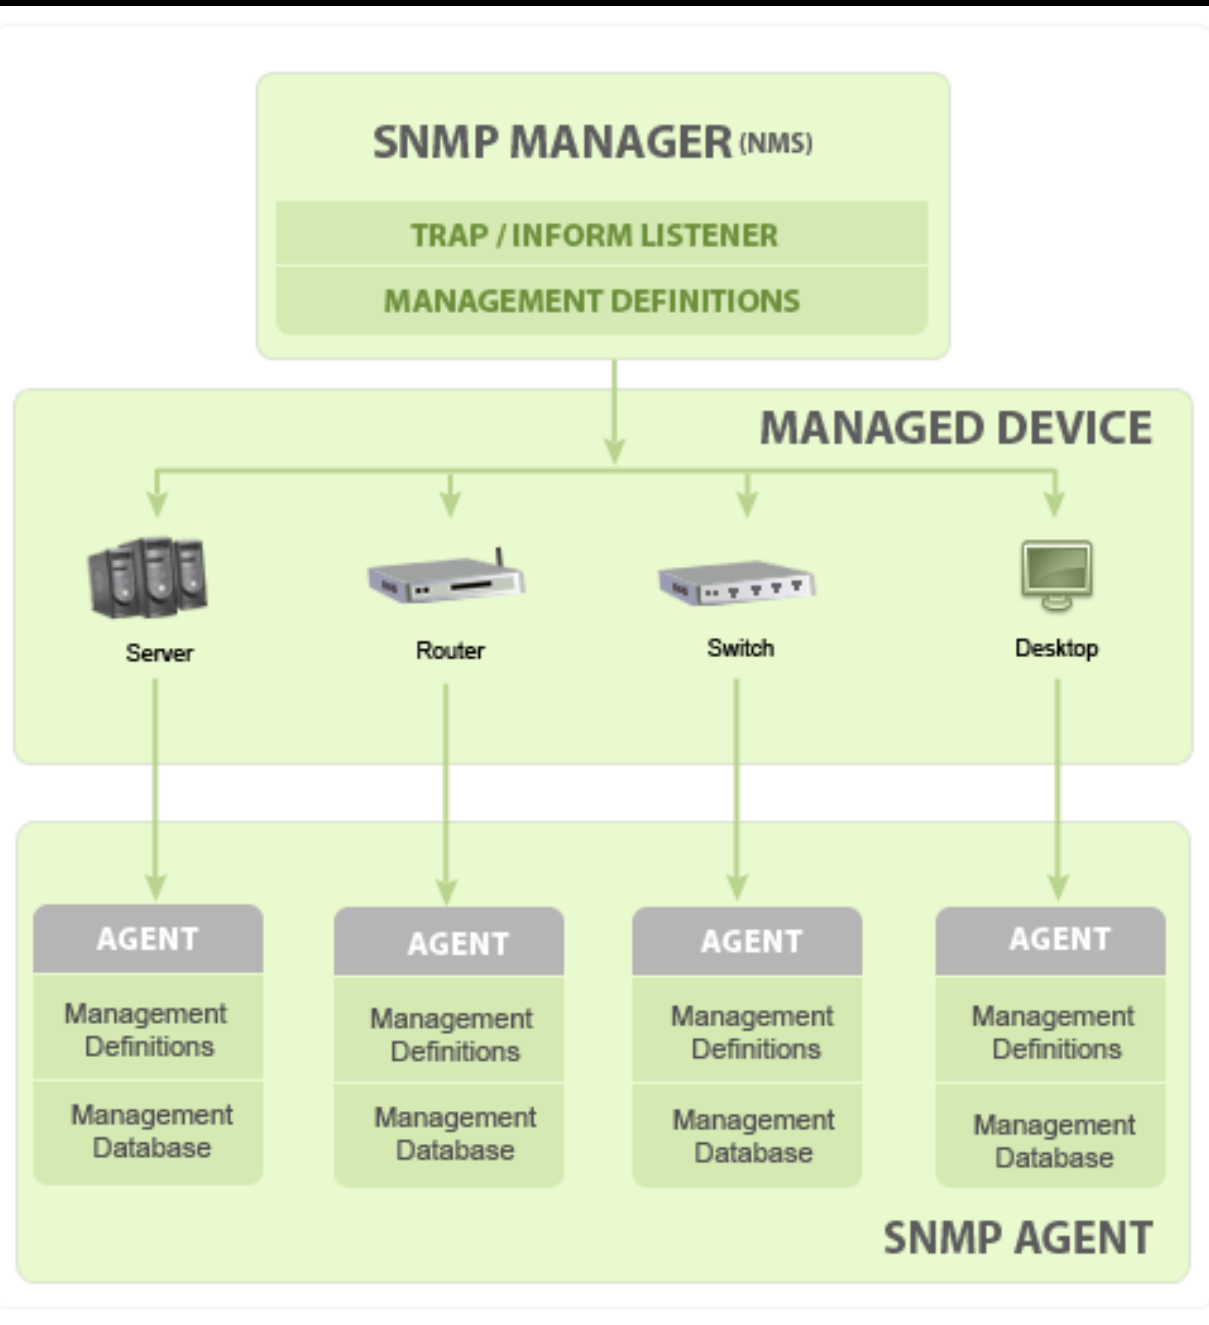 SNMP MANAGER (NMS)
TRAP / INFORM LISTENER
MANAGEMENT DEFINITIONS
MANAGED DEVICE
Server
Router
Switch
Desktop
AGENT
Management
Definitions
Management
Database
AGENT
Management
Definitions
Management
Database
AGENT
Management
Definitions
Management
Database
AGENT
Management
Definitions
Management
Database
SNMP AGENT